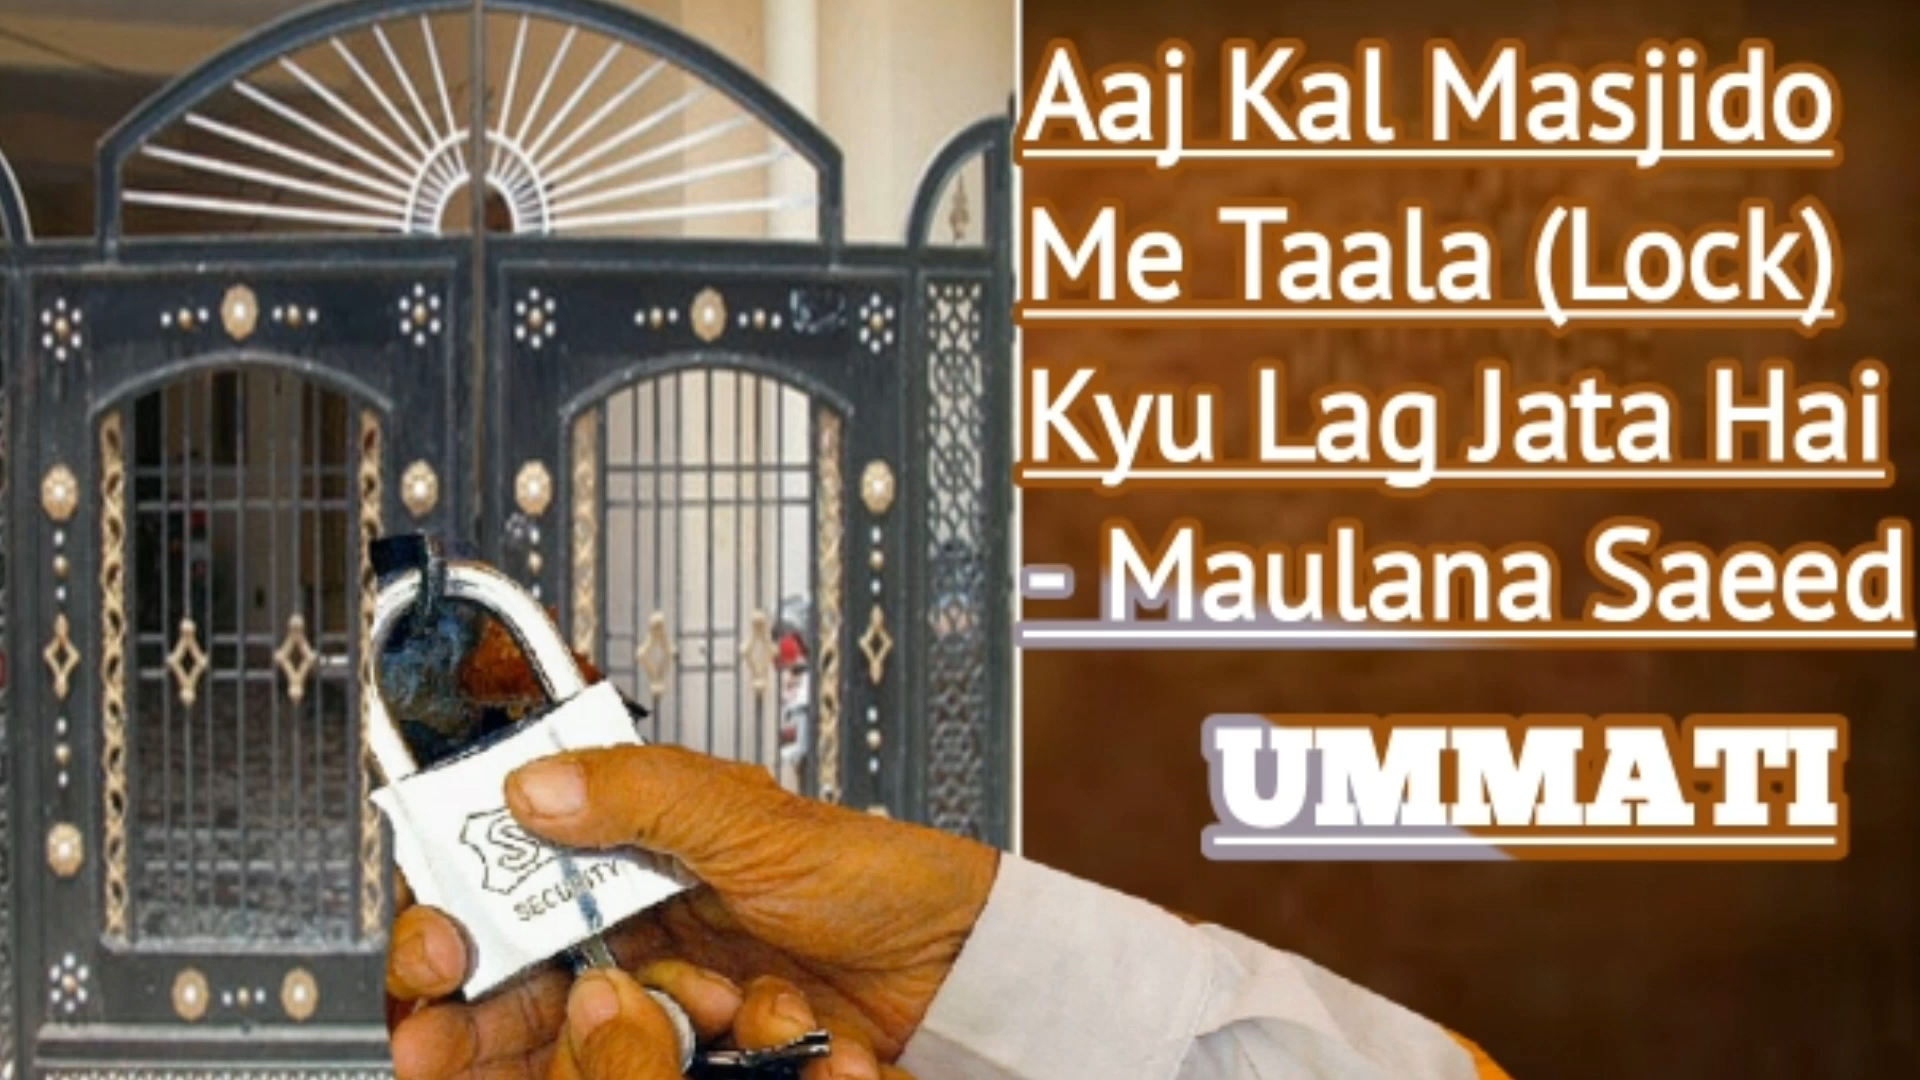 Aaj Kal Masjido
Me Taala (Lock)
Kyu Lag Jata Hai
- Maulana Saeed
UMMATI
SECURITY